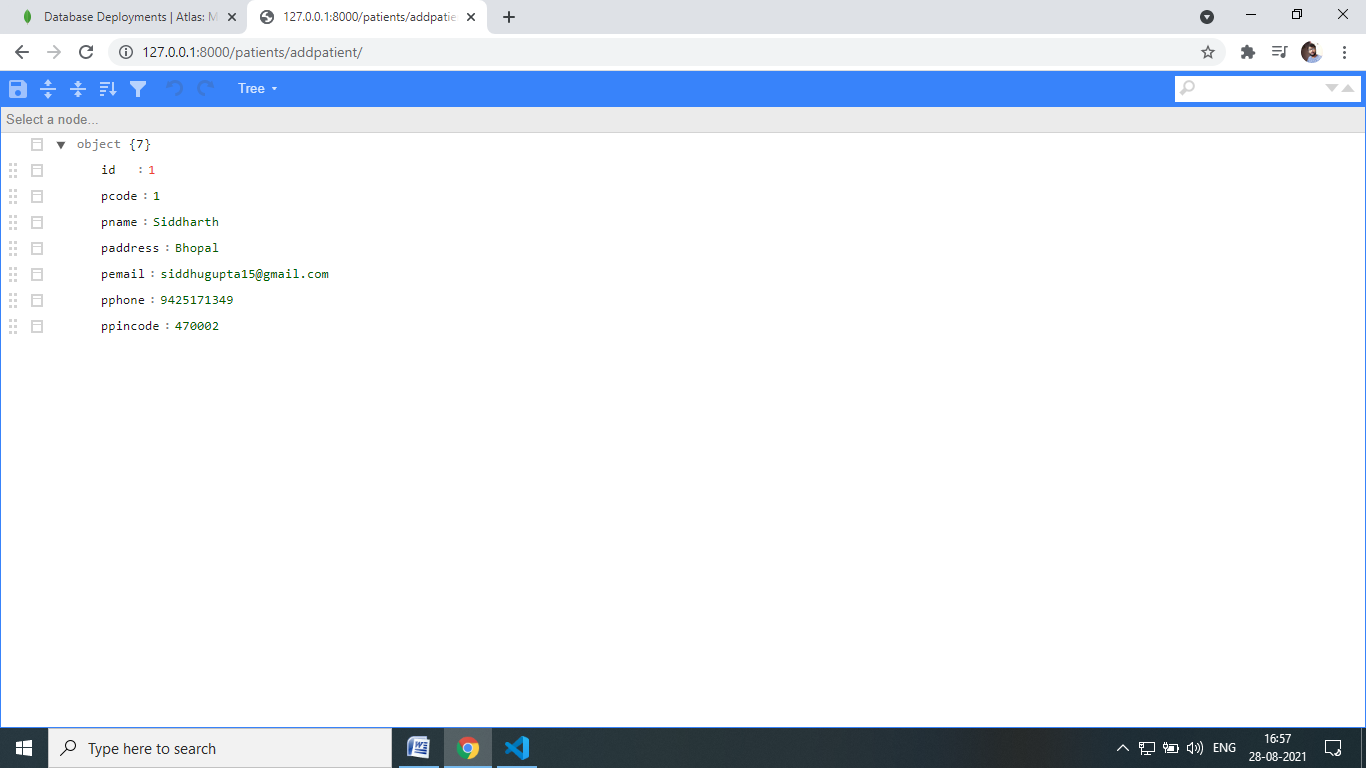 Database Deployments | Atlas: M
127.0.0.1:8000/patients/addpatie
127.0.0.1:8000/patients/addpatient/
Tree
Select a node...
object {7}
id : 1
pcode : 1
pname : Siddharth
paddress : Bhopal
pemail : siddhugupta15@gmail.com
pphone : 9425171349
ppincode : 470002
Type here to search
ENG
16:57
28-08-2021